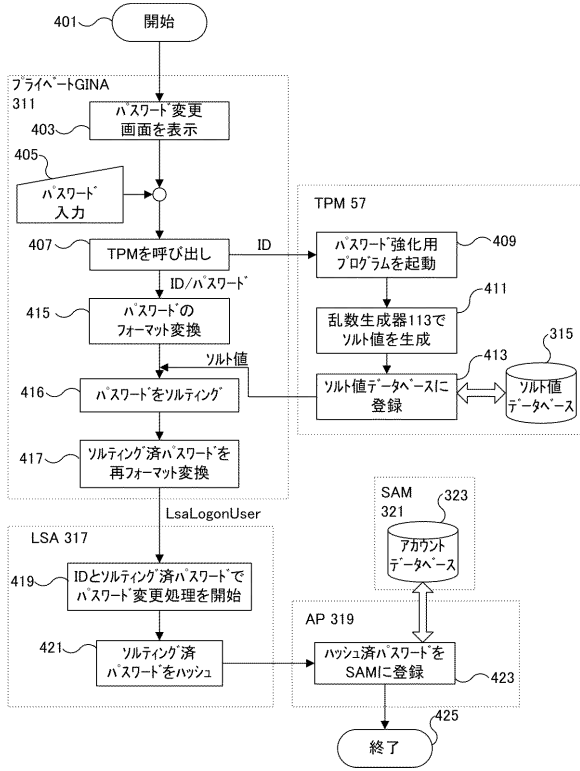 401
開始
プライベートGINA
311
403
パスワード変更
画面を表示
405
パスワード
入力
TPM 57
407
TPMを呼び出し
ID
パスワード強化用
プログラムを起動
409
ID/パスワード
415
パスワードの
フォーマット変換
乱数生成器113で
ソルト値を生成
411
ソルト値
413
315
416
パスワードをソルティング
ソルト値データベースに
登録
ソルト値
データベース
417
ソルティング済パスワードを
再フォーマット変換
LsaLogonUser
SAM
321
323
アカウント
データベース
LSA 317
419
IDとソルティング済パスワードで
パスワード変更処理を開始
AP 319
421
ソルティング済
パスワードをハッシュ
ハッシュ済パスワードを
SAMに登録
423
425
終了